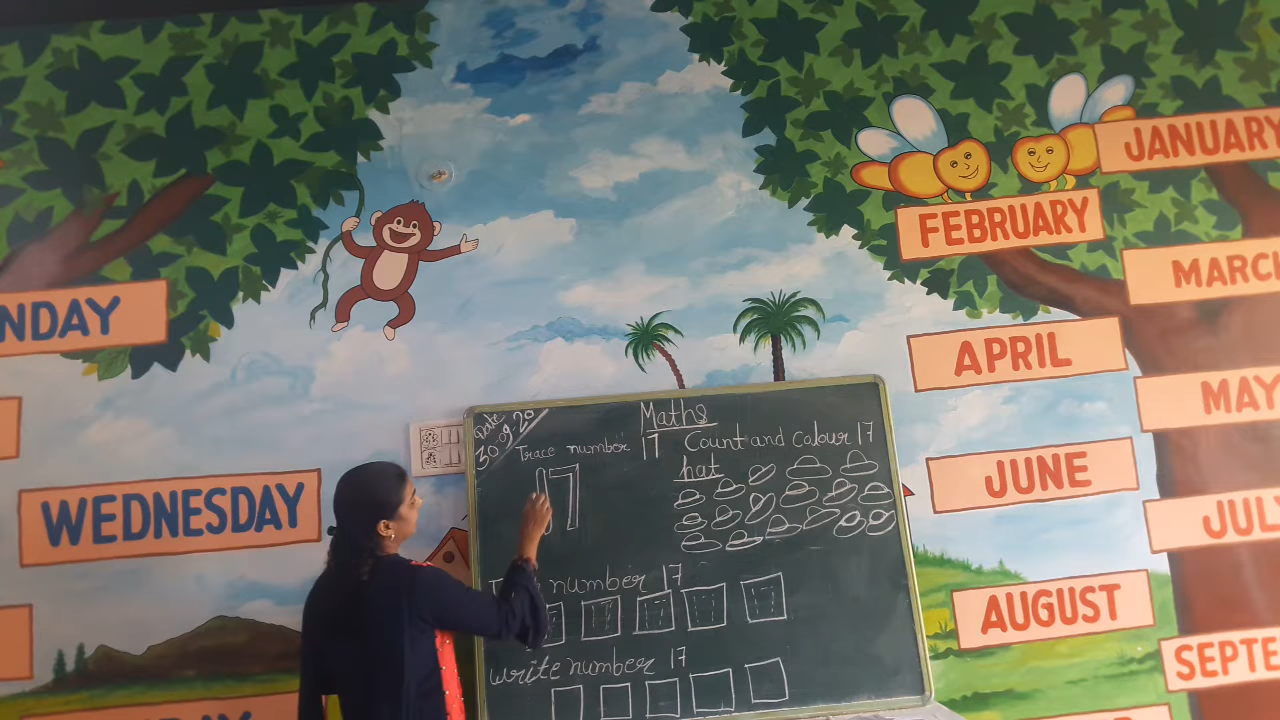 NDAY
WEDNESDAY
JANUARY
FEBRUARY
MARCH
APRIL
MAY
JUNE
JULY
AUGUST
SEPTE
Date
30.09.20
Maths
Trace number 17
Count and colour 17
hat
17
number 17
write number 17